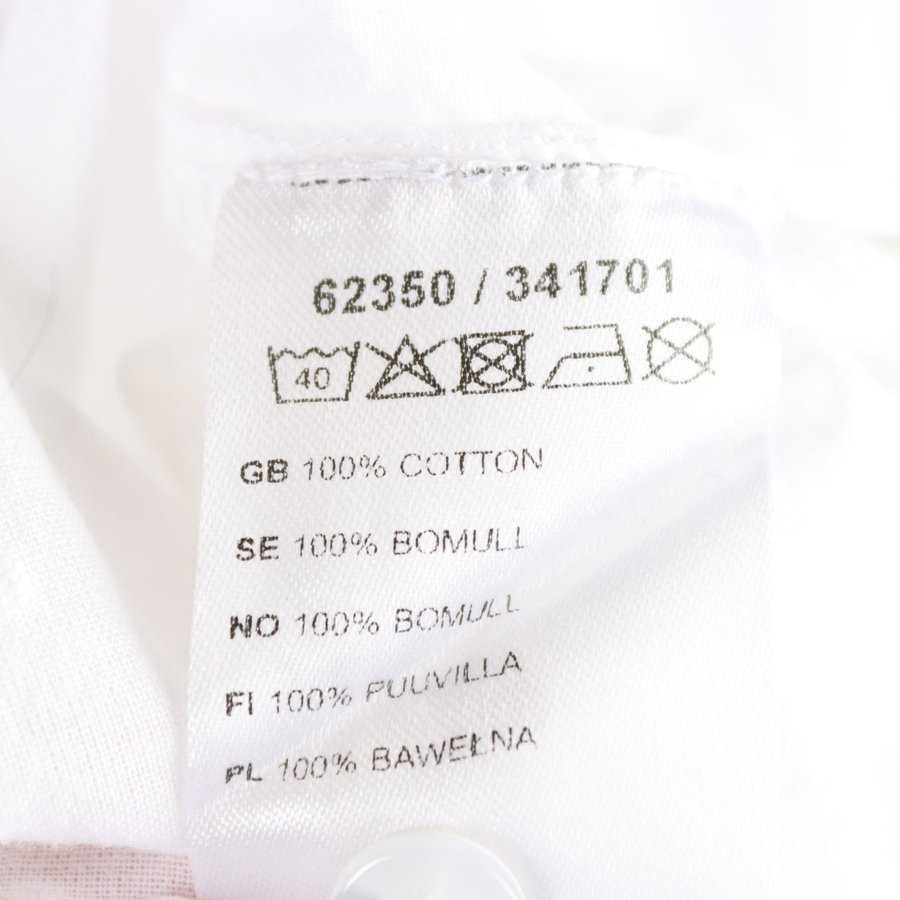 62350 / 341701
40
GB 100% COTTON
SE 100% BOMULL
NO 100% BOMULL
FI 100% PUUVILLA
PL 100% BAWEŁNA